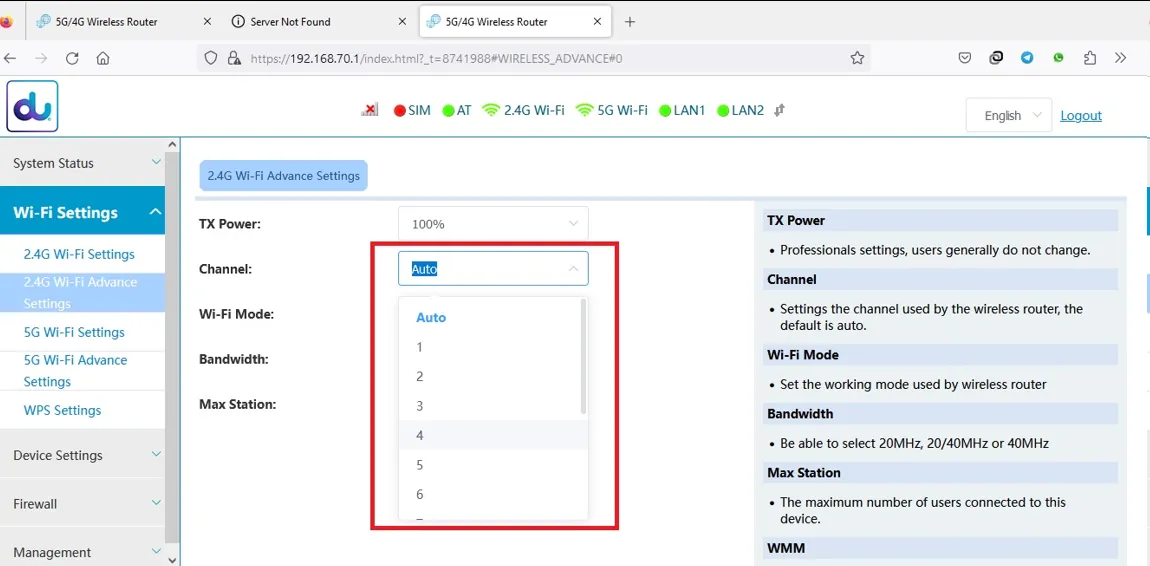 5G/4G Wireless Router
Server Not Found
5G/4G Wireless Router
https://192.168.70.1/index.html?_t=8741988#WIRELESS_ADVANCE#0
du
SIM
AT
2.4G Wi-Fi
5G Wi-Fi
LAN1
LAN2
English
Logout
System Status
Wi-Fi Settings
2.4G Wi-Fi Settings
2.4G Wi-Fi Advance
Settings
5G Wi-Fi Settings
5G Wi-Fi Advance
Settings
WPS Settings
Device Settings
Firewall
Management
2.4G Wi-Fi Advance Settings
TX Power:
100%
Channel:
Auto
Wi-Fi Mode:
Bandwidth:
Max Station:
Auto
1
2
3
4
5
6
TX Power
• Professionals settings, users generally do not change.
Channel
• Settings the channel used by the wireless router, the
default is auto.
Wi-Fi Mode
• Set the working mode used by wireless router
Bandwidth
• Be able to select 20MHz, 20/40MHz or 40MHz
Max Station
• The maximum number of users connected to this
device.
WMM